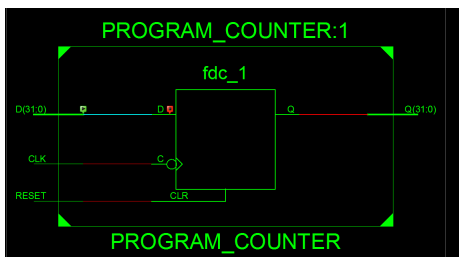 PROGRAM_COUNTER:1
fdc_1
D(31:0) D Q Q(31:0)
CLK C
RESET CLR
PROGRAM_COUNTER